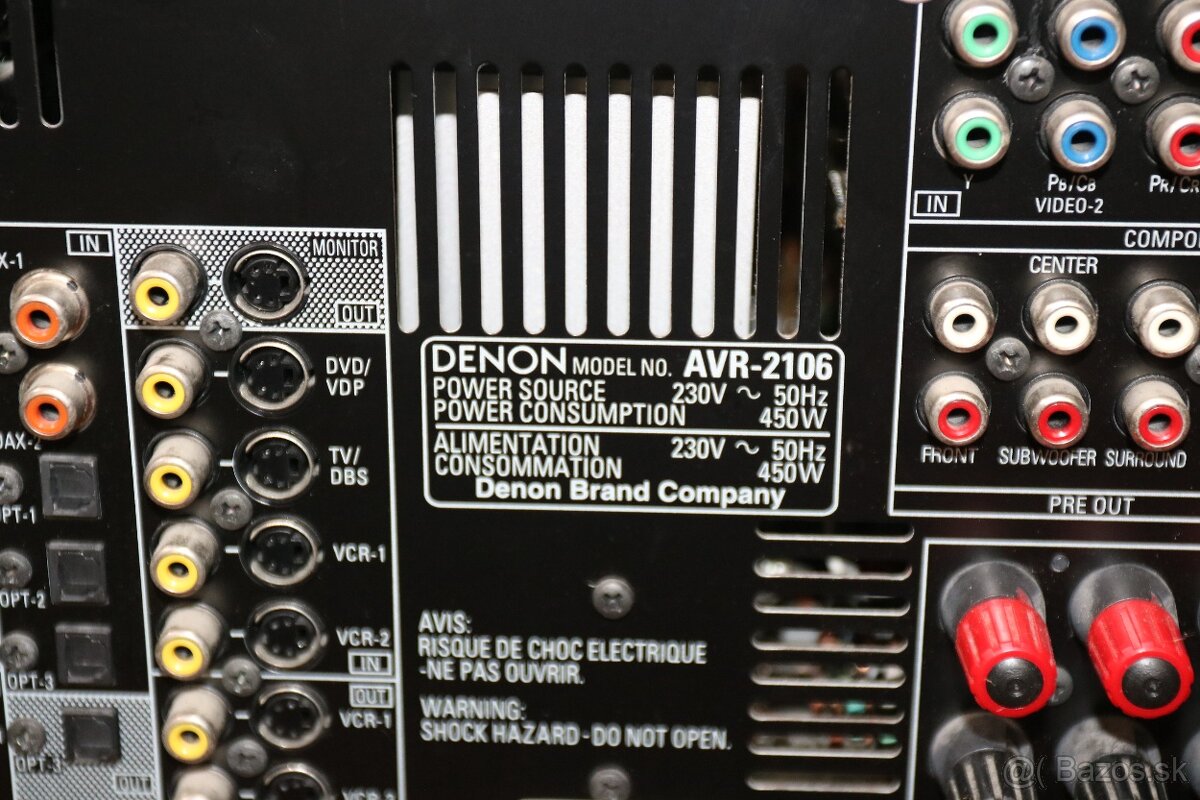 IN
MONITOR
OUT
DVD/
VDP
TV/
DBS
VCR-1
VCR-2
IN
OUT
VCR-1
OPT-2
OPT-3
OPT-3
OUT
DENON MODEL NO. AVR-2106
POWER SOURCE 230V ~ 50Hz
POWER CONSUMPTION 450W
ALIMENTATION 230V ~ 50Hz
CONSOMMATION 450W
Denon Brand Company
AVIS:
RISQUE DE CHOC ELECTRIQUE
-NE PAS OUVRIR.
WARNING:
SHOCK HAZARD-DO NOT OPEN.
Y
PB/CB
PR/CR
IN
VIDEO-2
COMPO
CENTER
FRONT
SUBWOOFER
SURROUND
PRE OUT
Bazos.sk